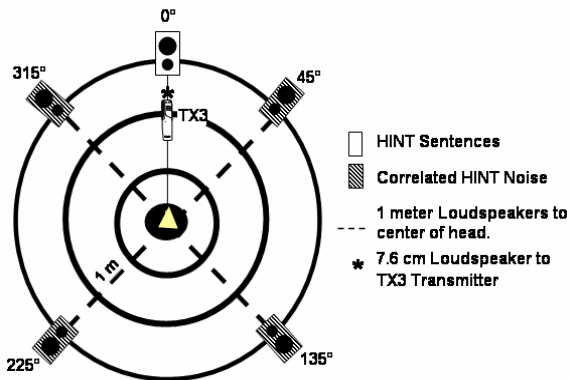 0°
315°
45°
*
TX3
HINT Sentences
Correlated HINT Noise
1 meter Loudspeakers to
center of head.
* 7.6 cm Loudspeaker to
TX3 Transmitter
1 m
225°
135°